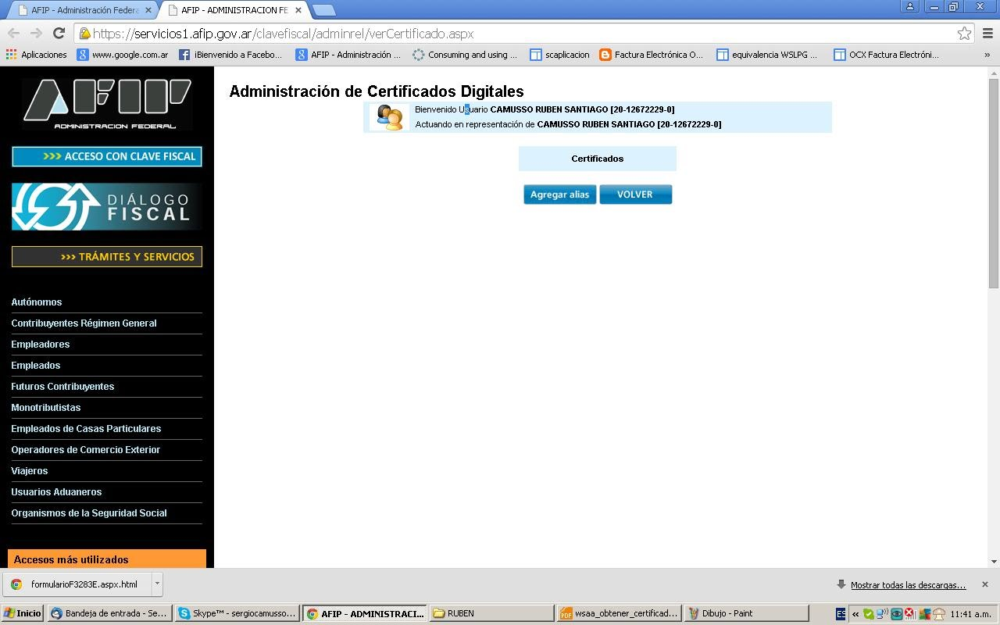 AFIP - Administración Federa
AFIP - ADMINISTRACION FE
https://servicios1.afip.gov.ar/clavefiscal/adminrel/verCertificado.aspx
Aplicaciones
www.google.com.ar
¡Bienvenido a Facebo...
AFIP - Administración ...
Consuming and using ...
scaplicacion
Factura Electrónica O...
equivalencia WSLPG ...
OCX Factura Electróni...
»
AFIP
ADMINISTRACION FEDERAL
>>> ACCESO CON CLAVE FISCAL
DIÁLOGO
FISCAL
>>> TRÁMITES Y SERVICIOS
Autónomos
Contribuyentes Régimen General
Empleadores
Empleados
Futuros Contribuyentes
Monotributistas
Empleados de Casas Particulares
Operadores de Comercio Exterior
Viajeros
Usuarios Aduaneros
Organismos de la Seguridad Social
Accesos más utilizados
Administración de Certificados Digitales
Bienvenido Usuario CAMUSSO RUBEN SANTIAGO [20-12672229-0]
Actuando en representación de CAMUSSO RUBEN SANTIAGO [20-12672229-0]
Certificados
Agregar alias
VOLVER
formularioF3283E.aspx.html
Mostrar todas las descargas...
Inicio
Bandeja de entrada - Se...
Skype™ - sergiocamusso...
AFIP - ADMINISTRACI...
RUBEN
wsaa_obtener_certificad...
Dibujo - Paint
ES
«
11:41 a.m.